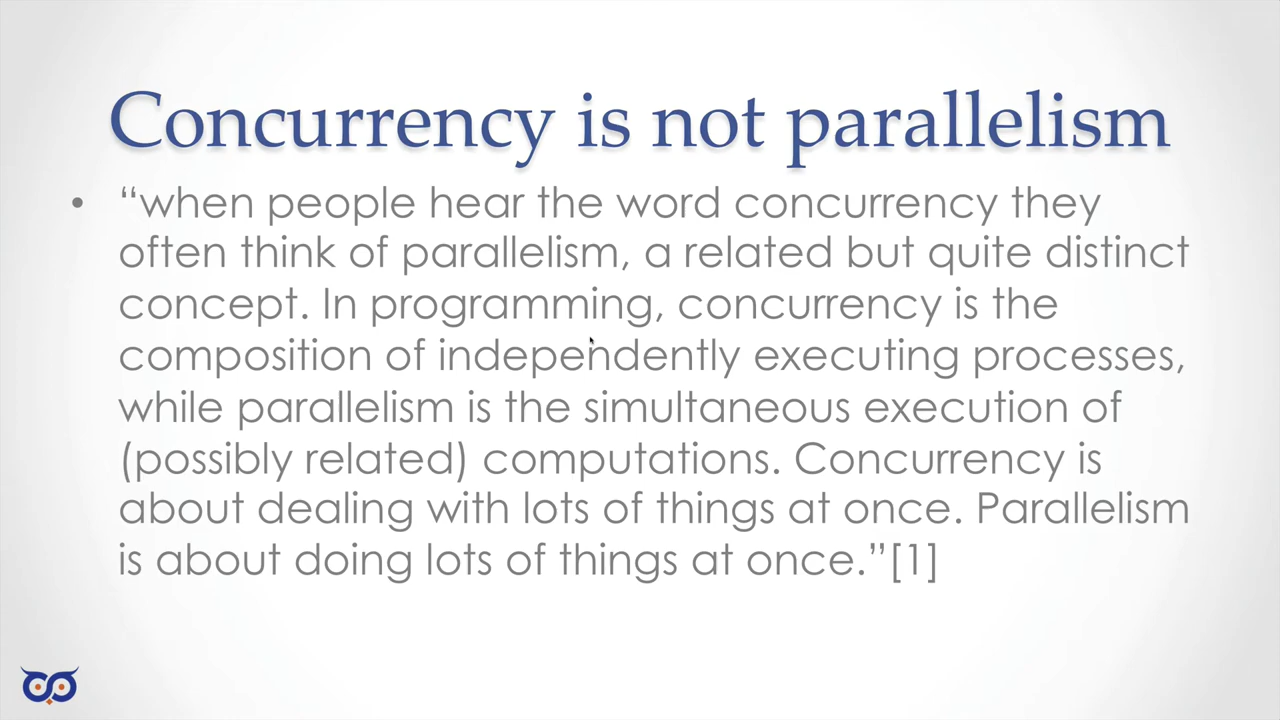 Concurrency is not parallelism
• “when people hear the word concurrency they
often think of parallelism, a related but quite distinct
concept. In programming, concurrency is the
composition of independently executing processes,
while parallelism is the simultaneous execution of
(possibly related) computations. Concurrency is
about dealing with lots of things at once. Parallelism
is about doing lots of things at once.”[1]